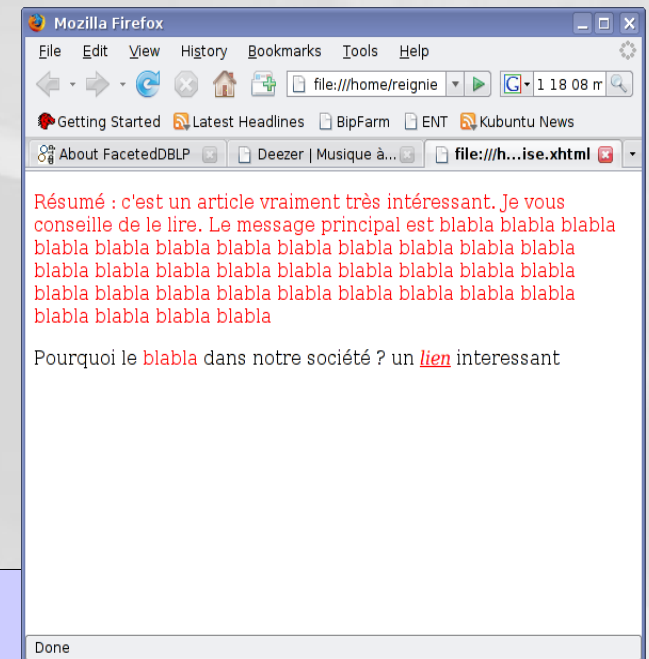 Mozilla Firefox
File Edit View History Bookmarks Tools Help
file:///home/reignie G 1 18 08 m
Getting Started Latest Headlines BipFarm ENT Kubuntu News
About FacetedDBLP Deezer | Musique à... file:///h...ise.xhtml
Résumé : c'est un article vraiment très intéressant. Je vous
conseille de le lire. Le message principal est blabla blabla blabla
blabla blabla blabla blabla blabla blabla blabla blabla blabla
blabla blabla blabla blabla blabla blabla blabla blabla blabla
blabla blabla blabla blabla blabla blabla blabla blabla blabla
blabla blabla blabla blabla
Pourquoi le blabla dans notre société ? un lien interessant
Done